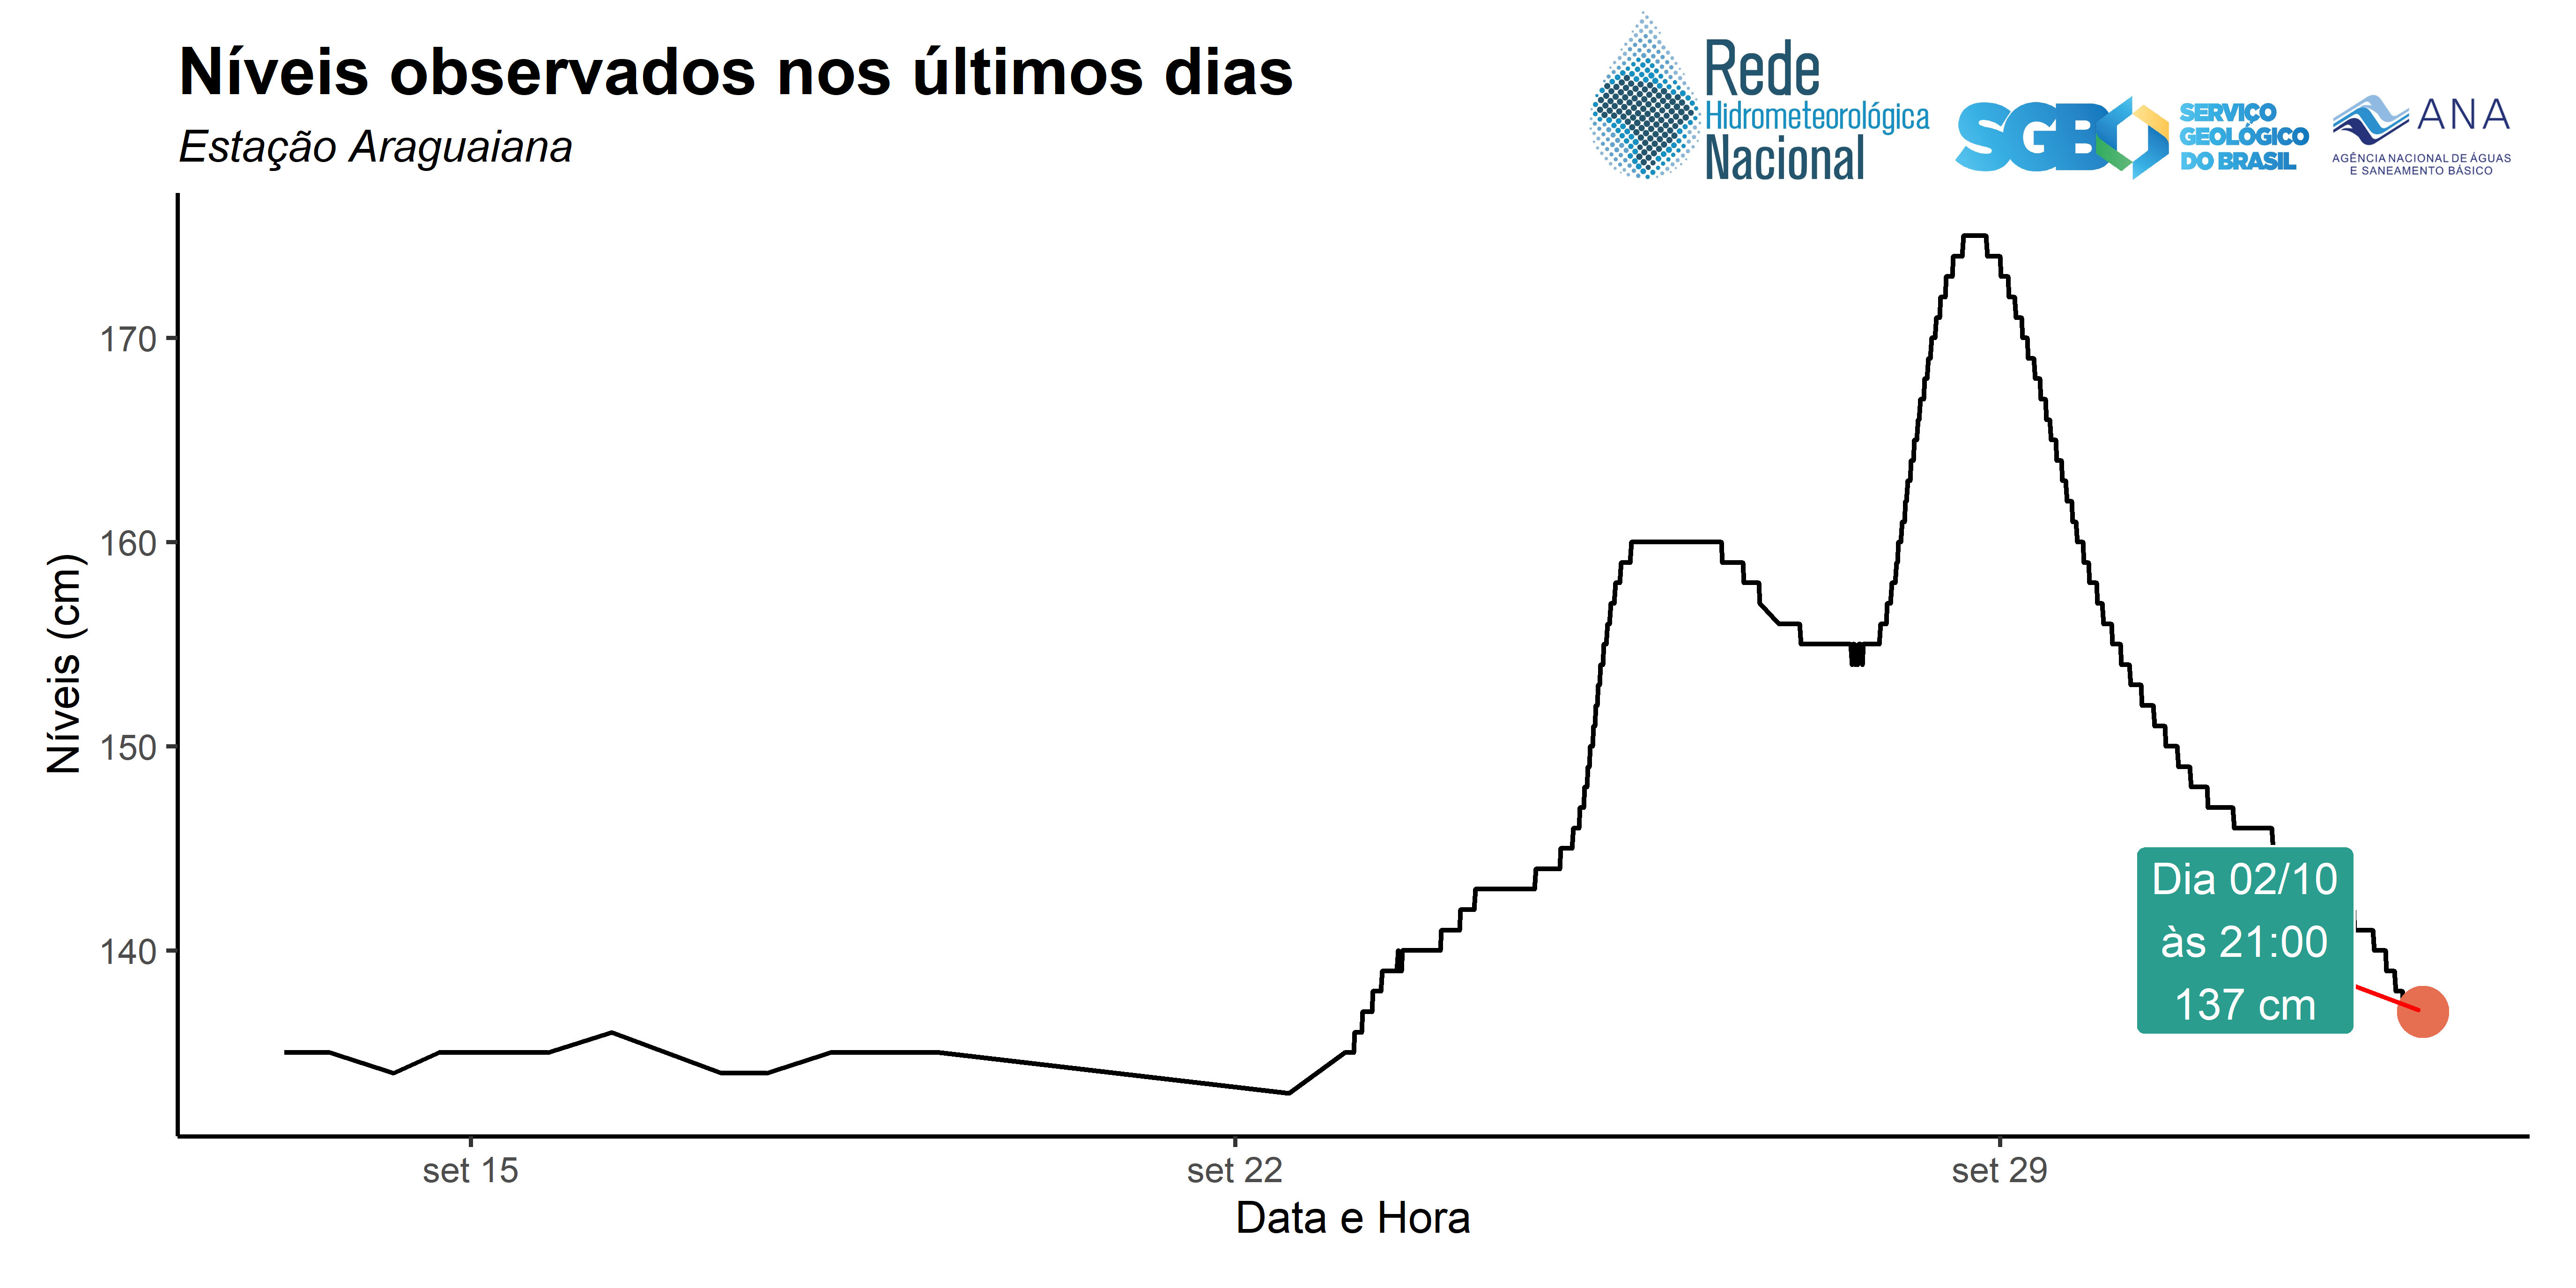 Níveis observados nos últimos dias
Estação Araguaiana
Rede
Hidrometeorológica
Nacional
SGB
SERVIÇO
GEOLÓGICO
DO BRASIL
ANA
AGÊNCIA NACIONAL DE ÁGUAS
E SANEAMENTO BÁSICO
Níveis (cm)
170
160
150
140
Dia 02/10
às 21:00
137 cm
set 15
set 22
set 29
Data e Hora